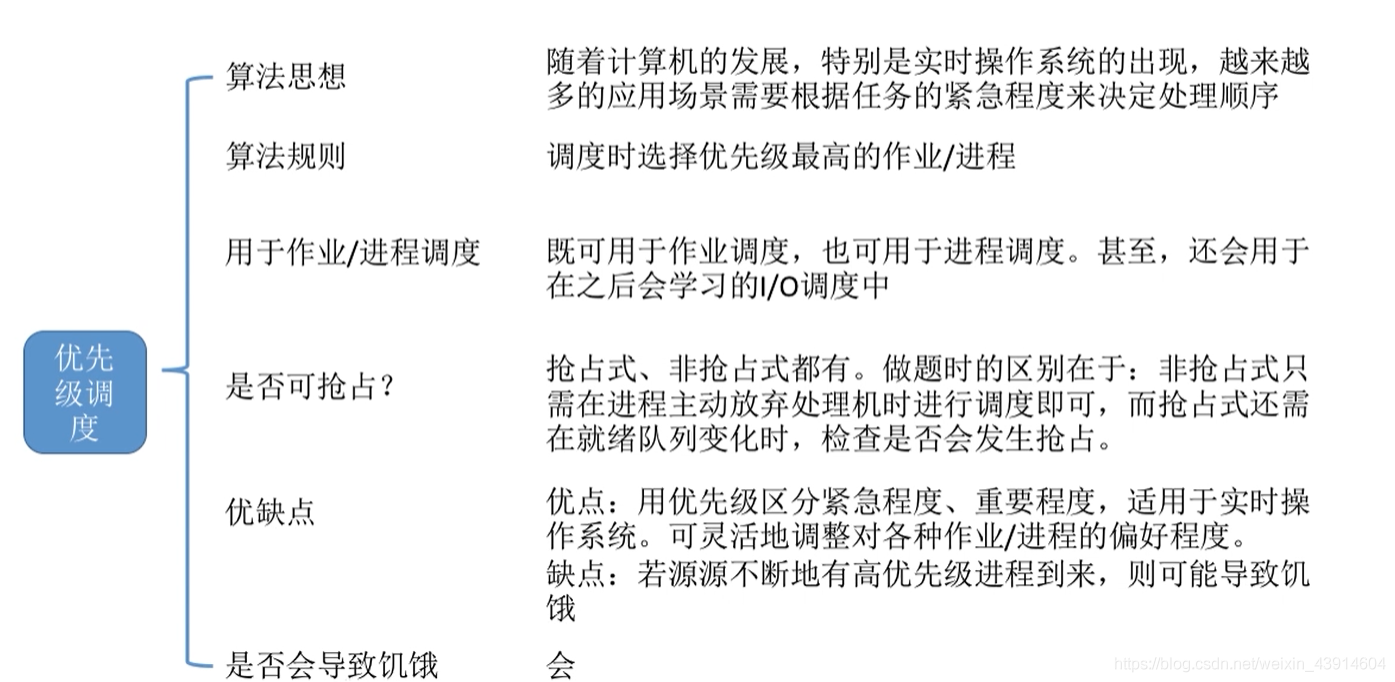 算法思想
随着计算机的发展，特别是实时操作系统的出现，越来越
多的应用场景需要根据任务的紧急程度来决定处理顺序
算法规则
调度时选择优先级最高的作业/进程
用于作业/进程调度
既可用于作业调度，也可用于进程调度。甚至，还会用于
在之后会学习的I/O调度中
优先
级调
度
是否可抢占？
抢占式、非抢占式都有。做题时的区别在于：非抢占式只
需在进程主动放弃处理机时进行调度即可，而抢占式还需
在就绪队列变化时，检查是否会发生抢占。
优缺点
优点：用优先级区分紧急程度、重要程度，适用于实时操
作系统。可灵活地调整对各种作业/进程的偏好程度。
缺点：若源源不断地有高优先级进程到来，则可能导致饥
饿
是否会导致饥饿
会
https://blog.csdn.net/weixin_43914604